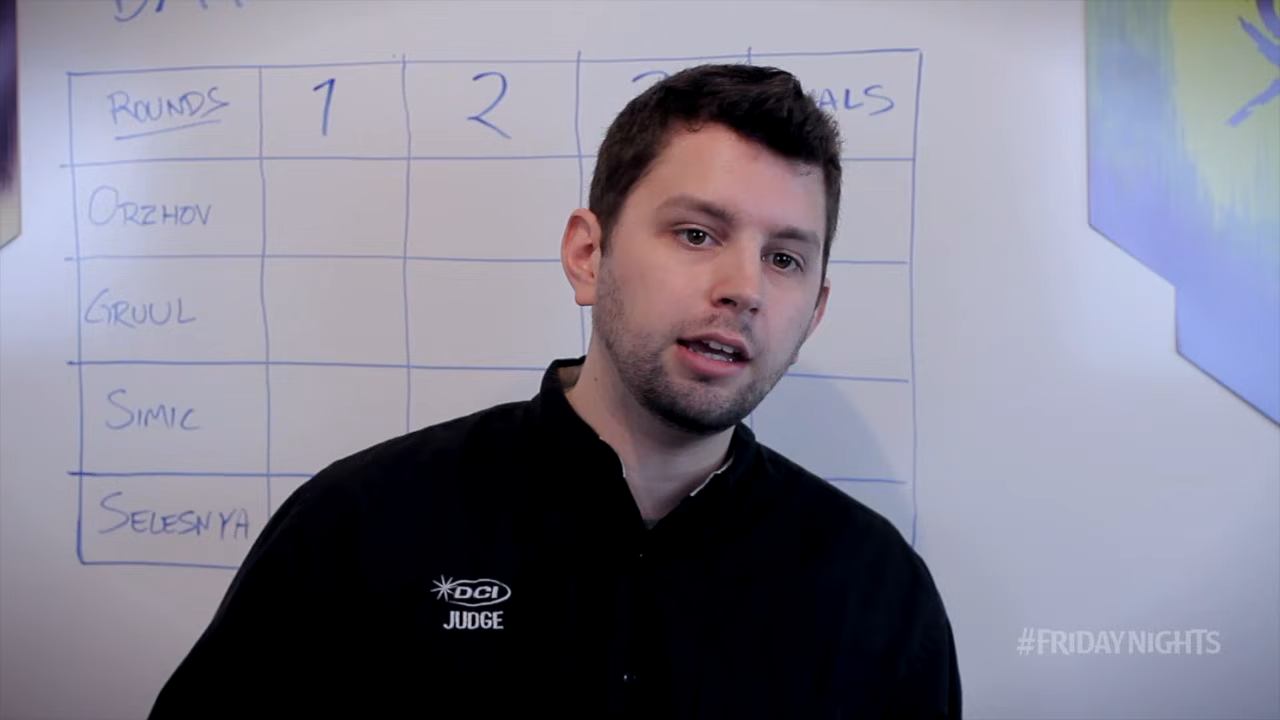 ROUNDS 1 2
ORZHOV
GRUUL
SIMIC
SELESNYA
DCI
JUDGE
#FRIDAYNIGHTS